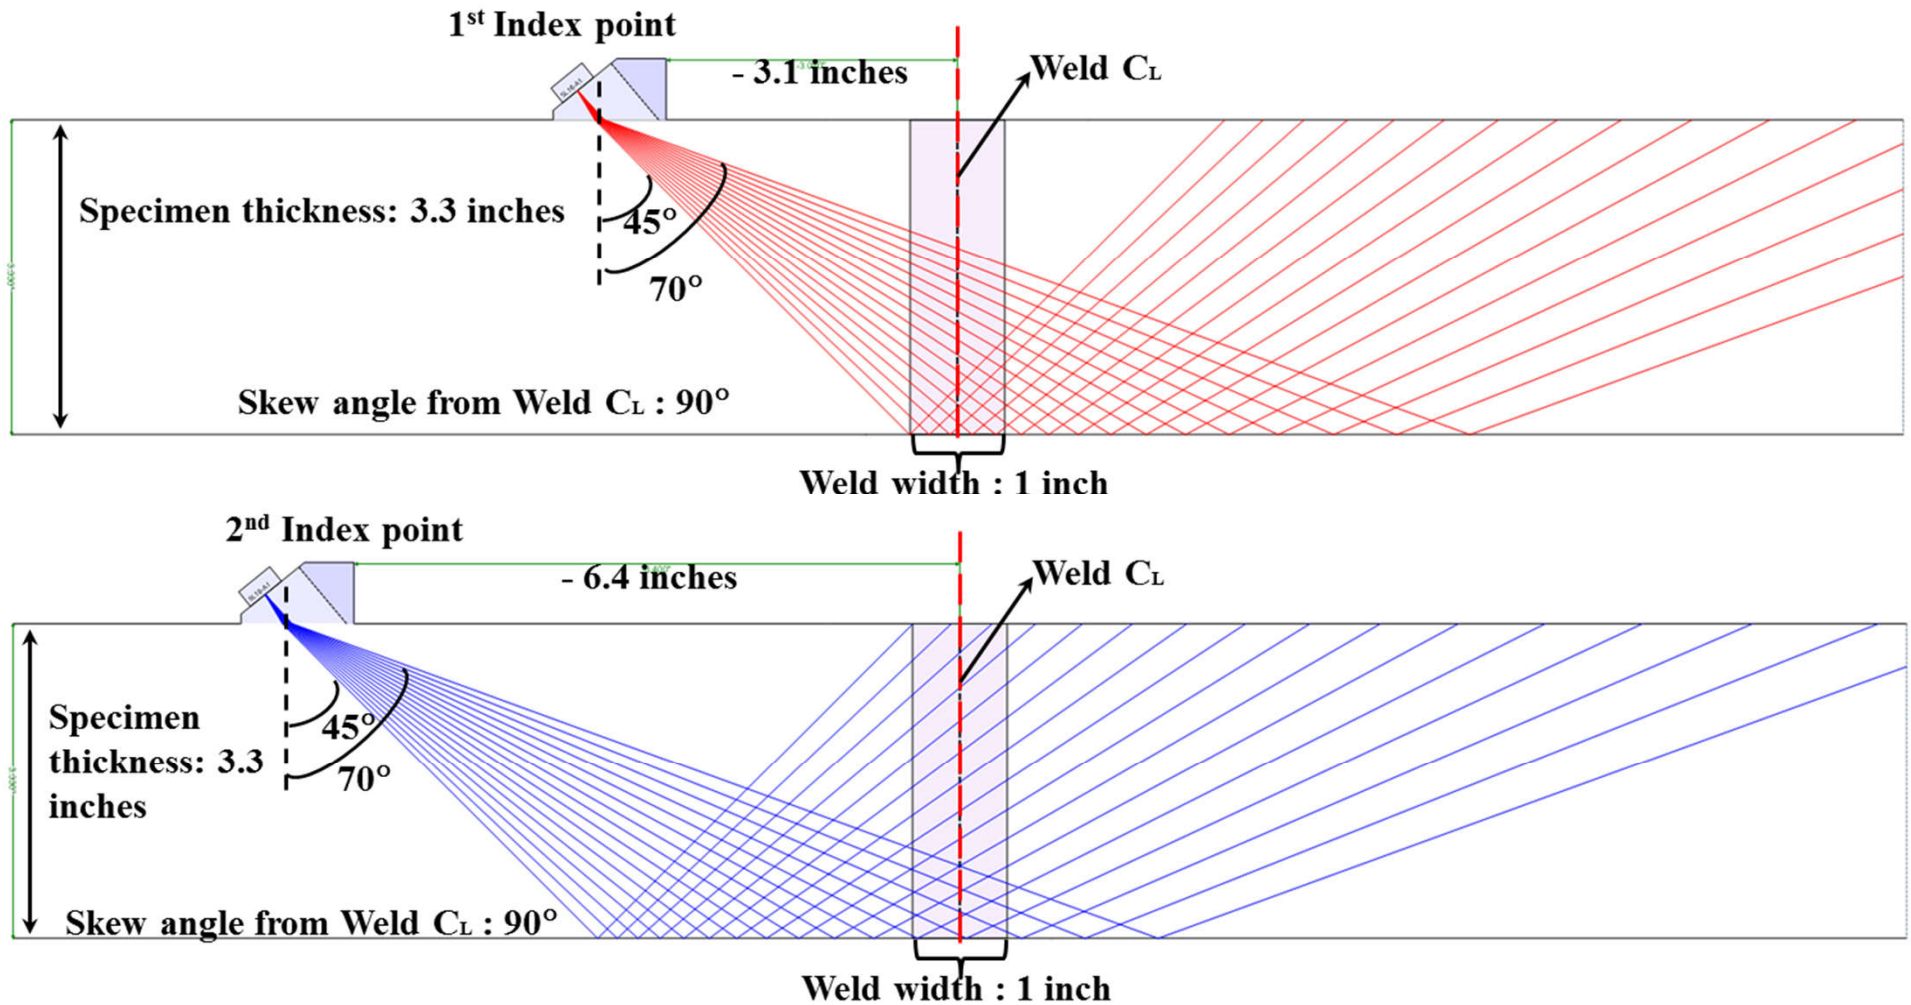 1st Index point
- 3.1 inches
Weld CL
Specimen thickness: 3.3 inches
45°
70°
Skew angle from Weld CL : 90°
Weld width : 1 inch
2nd Index point
- 6.4 inches
Weld CL
Specimen
thickness: 3.3
inches
45°
70°
Skew angle from Weld CL : 90°
Weld width : 1 inch